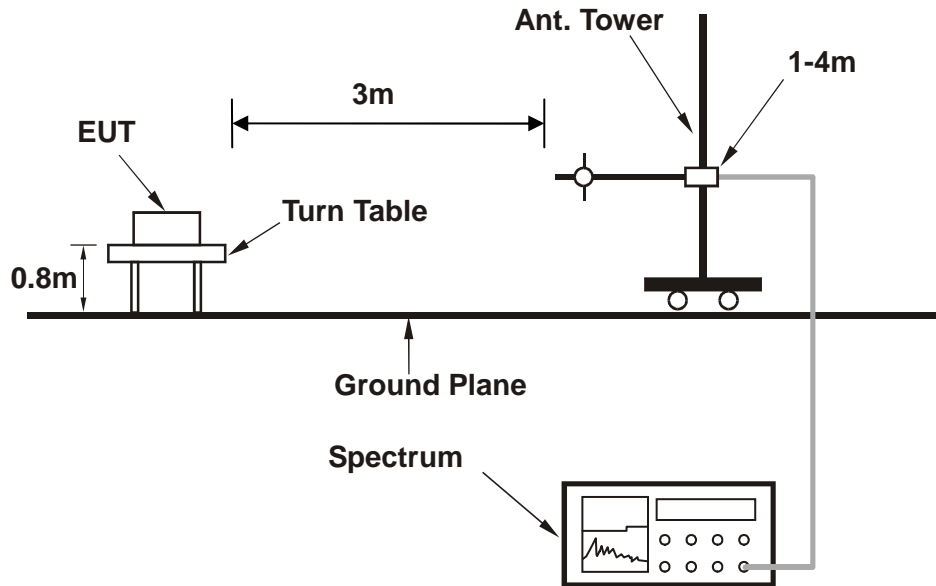 Ant. Tower
1-4m
3m
EUT
Turn Table
0.8m
Ground Plane
Spectrum